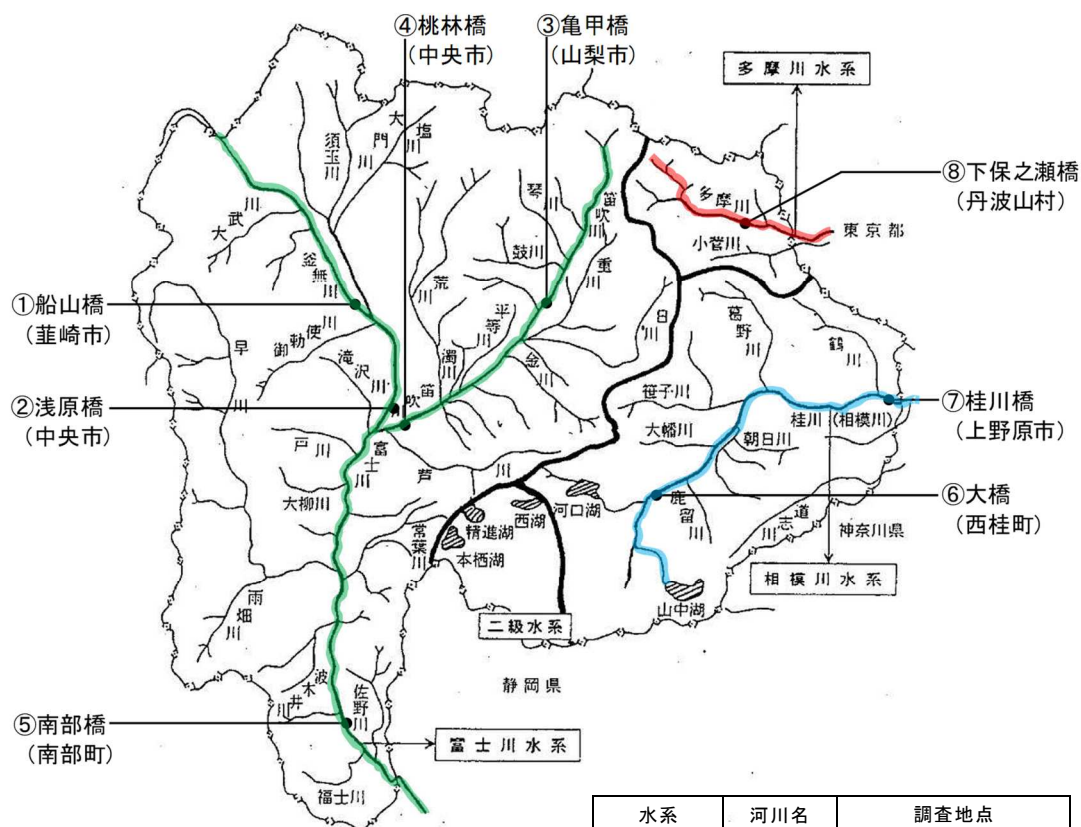 ④桃林橋
(中央市)
③亀甲橋
(山梨市)
多摩川水系
⑧下保之瀬橋
(丹波山村)
東京都
多摩川
小菅川
大門川
塩川
須玉川
琴川
笛吹川
鼓川
重川
大武川
釜無川
荒川
①船山橋
(韮崎市)
御勅使川
平等川
日川
葛野川
鶴川
早川
滝沢川
濁川
金川
笛吹川
笹子川
②浅原橋
(中央市)
⑦桂川橋
(上野原市)
桂川(相模川)
大幡川
朝日川
戸川
富士川
芦川
大柳川
⑥大橋
(西桂町)
鹿留川
道志川
神奈川県
河口湖
西湖
精進湖
本栖湖
常葉川
相模川水系
山中湖
雨畑川
二級水系
静岡県
波木井川
佐野川
⑤南部橋
(南部町)
富士川水系
福士川
水系 河川名 調査地点